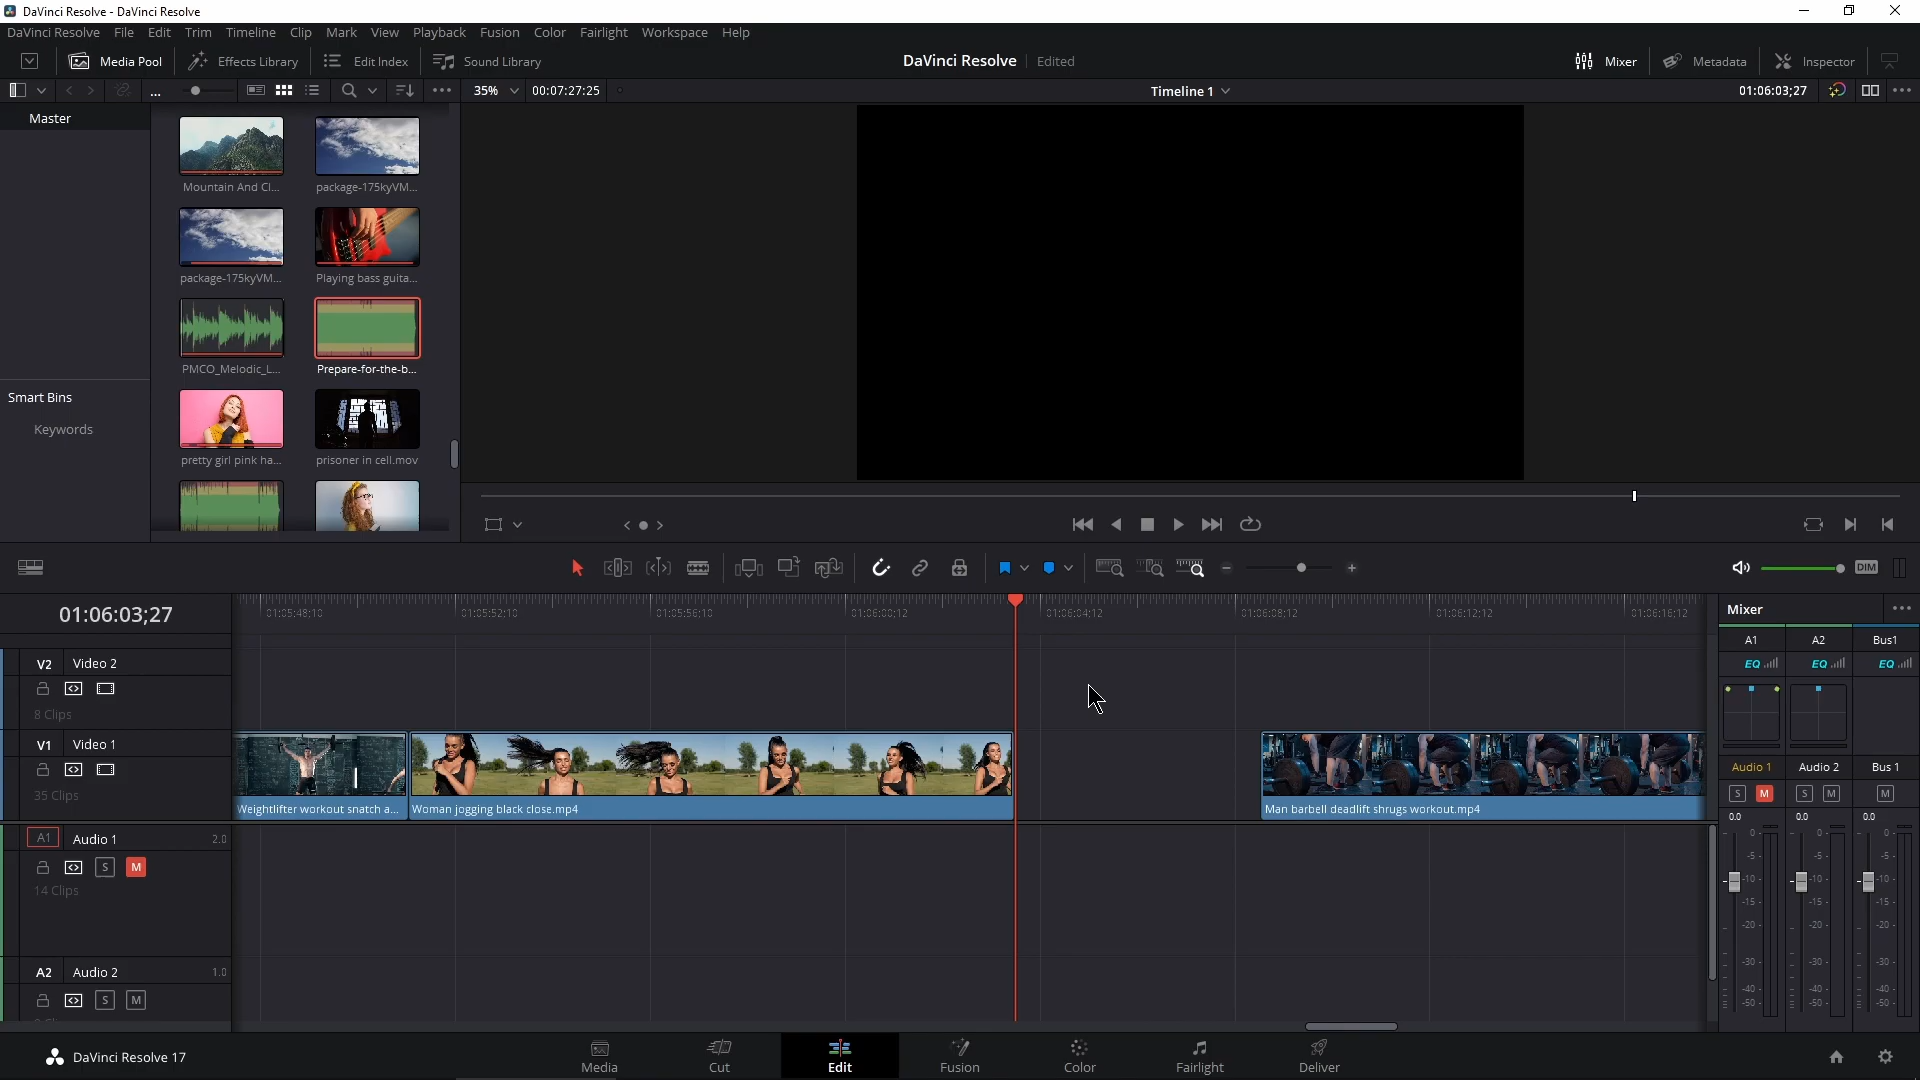 DaVinci Resolve - DaVinci Resolve
DaVinci Resolve File Edit Trim Timeline Clip Mark View Playback Fusion Color Fairlight Workspace Help
Media Pool Effects Library Edit Index Sound Library DaVinci Resolve Edited Mixer Metadata Inspector
... 35% 00:07:27:25 Timeline 1 01:06:03;27
Master
Mountain And Cl... package-175kyVM...
package-175kyVM... Playing bass guita...
PMCO_Melodic_L... Prepare-for-the-b...
Smart Bins
Keywords
pretty girl pink ha... prisoner in cell.mov
DIM
01:06:03;27
01:05:48;10 01:05:52;10 01:05:56;10 01:06:00;12 01:06:04;12 01:06:08;12 01:06:12;12 01:06:16;12
V2 Video 2
8 Clips
V1 Video 1
35 Clips
Weightlifter workout snatch a... Woman jogging black close.mp4 Man barbell deadlift shrugs workout.mp4
A1 Audio 1 2.0
S M
14 Clips
A2 Audio 2 1.0
S M
Mixer
A1 A2 Bus1
EQ EQ EQ
Audio 1 Audio 2 Bus 1
S M S M M
0.0 0.0 0.0
0 0 0
-5 -5 -5
-10 -10 -10
-15 -15 -15
-20 -20 -20
-30 -30 -30
-40 -40 -40
-50 -50 -50
DaVinci Resolve 17 Media Cut Edit Fusion Color Fairlight Deliver